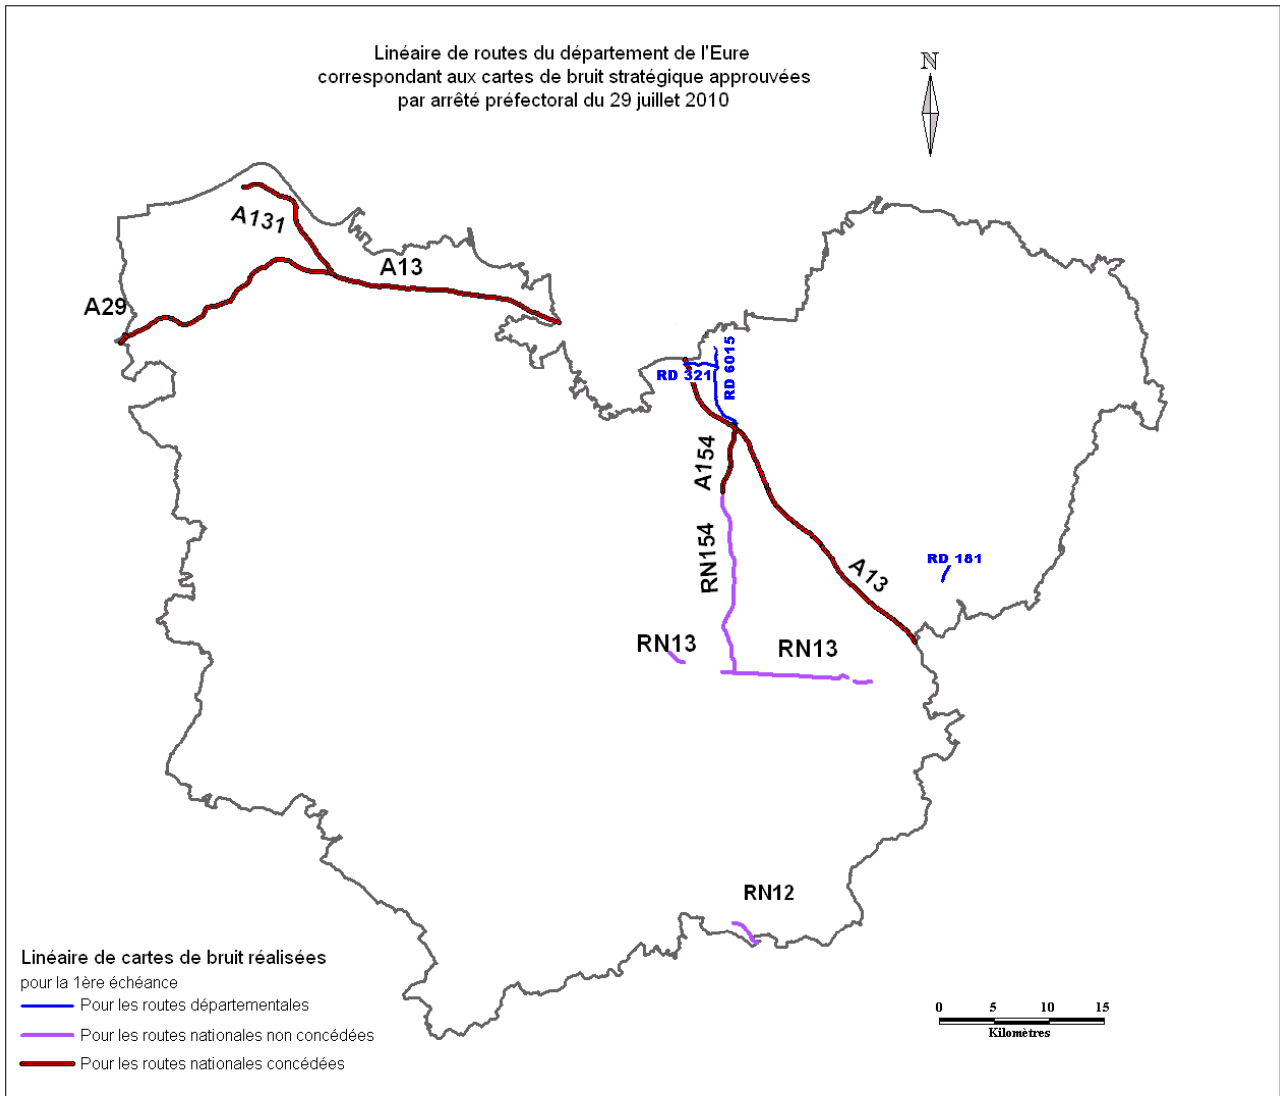 Linéaire de routes du département de l'Eure
correspondant aux cartes de bruit stratégique approuvées
par arrêté préfectoral du 29 juillet 2010
N
A131
A13
A29
RD 6015
RD 321
A154
RN154
A13
RD 181
RN13
RN13
RN12
Linéaire de cartes de bruit réalisées
pour la 1ère échéance
Pour les routes départementales
Pour les routes nationales non concédées
Pour les routes nationales concédées
0 5 10 15
Kilomètres